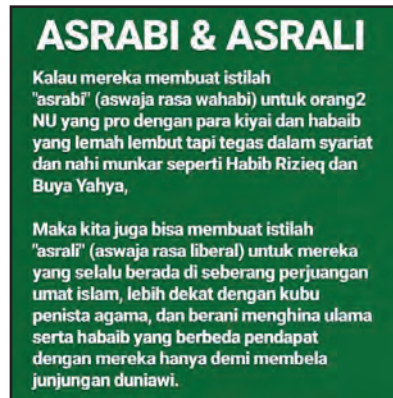 ASRABI & ASRALI
Kalau mereka membuat istilah
"asrabi" (aswaja rasa wahabi) untuk orang2
NU yang pro dengan para kiyai dan habaib
yang lemah lembut tapi tegas dalam syariat
dan nahi munkar seperti Habib Rizieq dan
Buya Yahya,
Maka kita juga bisa membuat istilah
"asrali" (aswaja rasa liberal) untuk mereka
yang selalu berada di seberang perjuangan
umat islam, lebih dekat dengan kubu
penista agama, dan berani menghina ulama
serta habaib yang berbeda pendapat
dengan mereka hanya demi membela
junjungan duniawi.